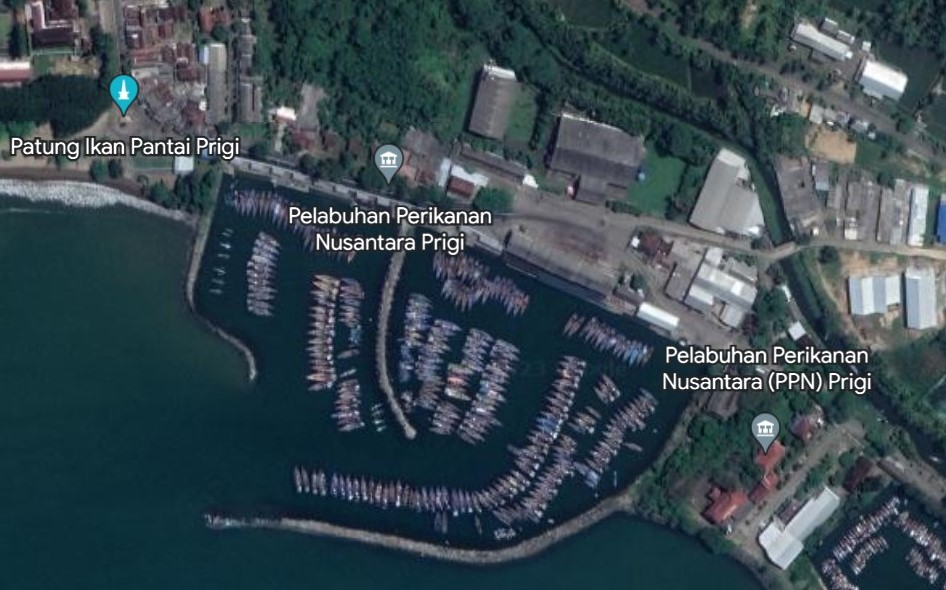 Patung Ikan Pantai Prigi
Pelabuhan Perikanan
Nusantara Prigi
Pelabuhan Perikanan
Nusantara (PPN) Prigi